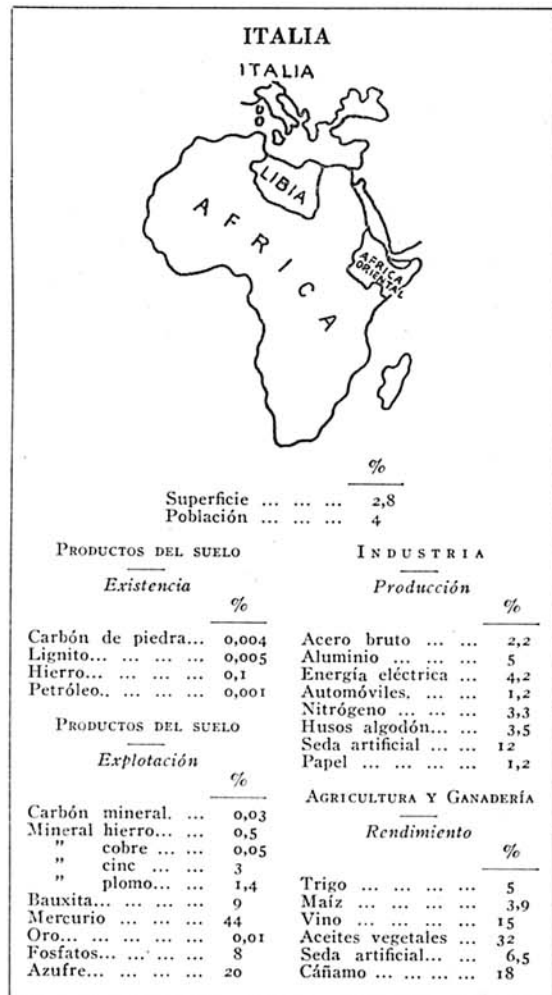 ITALIA
ITALIA
LIBIA
AFRICA
AFRICA
ORIENTAL
%
Superficie ... ... ... 2,8
Población ... ... ... 4
PRODUCTOS DEL SUELO
Existencia
%
Carbón de piedra... 0,004
Lignito... ... ... ... 0,005
Hierro... ... ... ... 0,1
Petróleo.. ... ... ... 0,001
PRODUCTOS DEL SUELO
Explotación
%
Carbón mineral. ... 0,03
Mineral hierro... ... 0,5
" cobre ... ... 0,05
" cinc ... ... 3
" plomo... ... 1,4
Bauxita... ... ... ... 9
Mercurio ... ... ... 44
Oro... ... ... ... ... 0,01
Fosfatos... ... ... ... 8
Azufre... ... ... ... 20
INDUSTRIA
Producción
%
Acero bruto ... ... 2,2
Aluminio ... ... ... 5
Energía eléctrica ... 4,2
Automóviles. ... ... 1,2
Nitrógeno ... ... ... 3,3
Husos algodón... ... 3,5
Seda artificial ... ... 12
Papel ... ... ... ... 1,2
AGRICULTURA Y GANADERÍA
Rendimiento
%
Trigo ... ... ... ... 5
Maíz ... ... ... ... 3,9
Vino ... ... ... ... 15
Aceites vegetales ... 32
Seda artificial... ... 6,5
Cáñamo ... ... ... ... 18